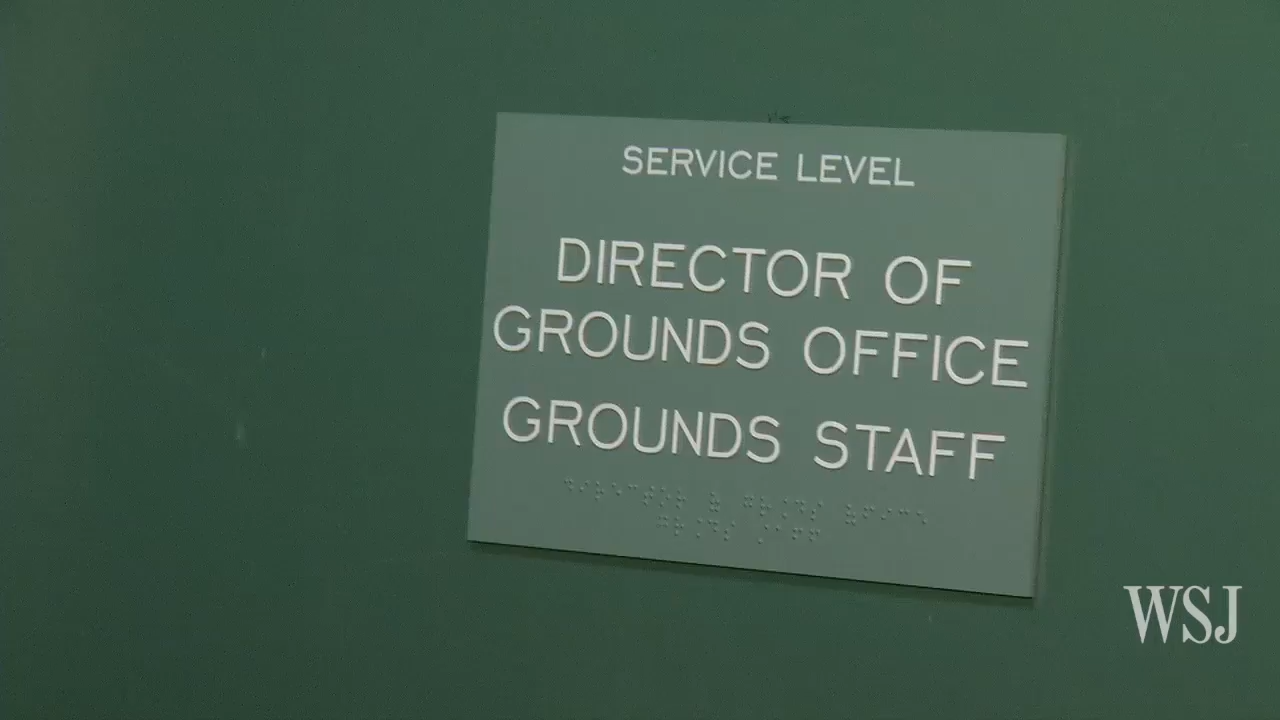 SERVICE LEVEL
DIRECTOR OF
GROUNDS OFFICE
GROUNDS STAFF
WSJ